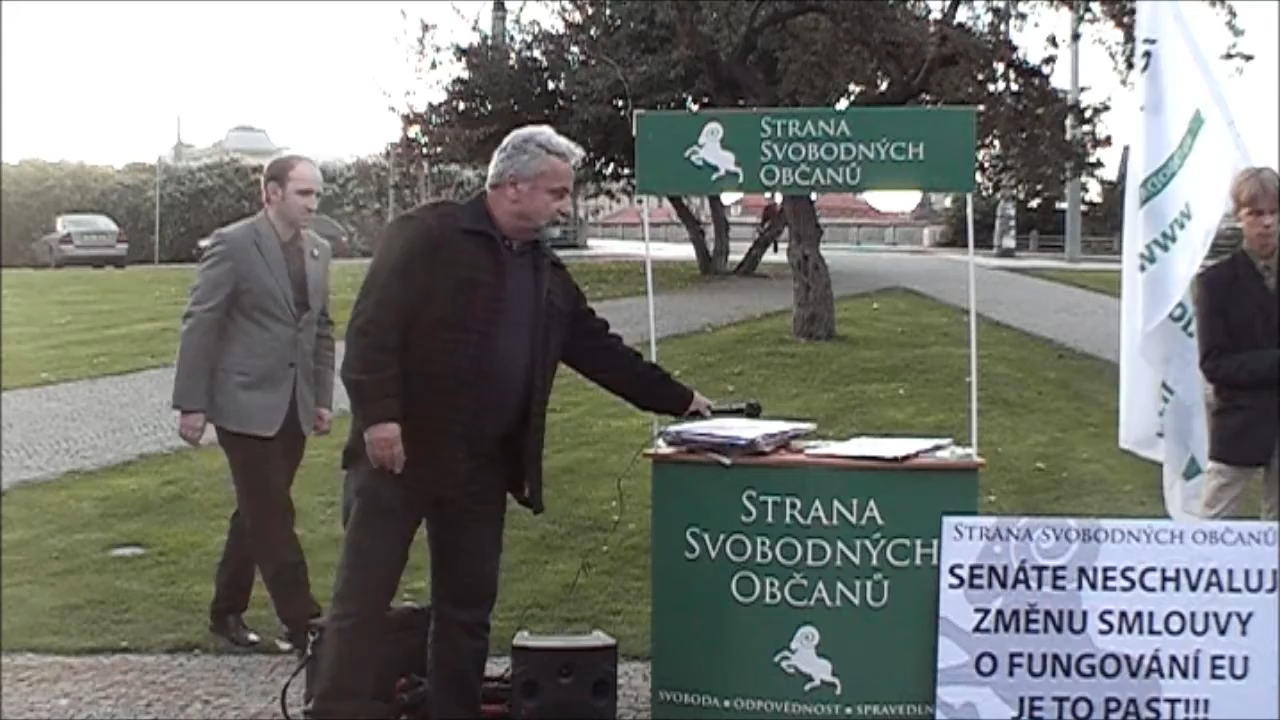 STRANA
SVOBODNÝCH
OBČANŮ
WWW
STRANA
SVOBODNÝCH
OBČANŮ
SVOBODA ▪ ODPOVĚDNOST ▪ SPRAVEDLN
STRANA SVOBODNÝCH OBČANŮ
SENÁTE NESCHVALUJ
ZMĚNU SMLOUVY
O FUNGOVÁNÍ EU
JE TO PAST!!!